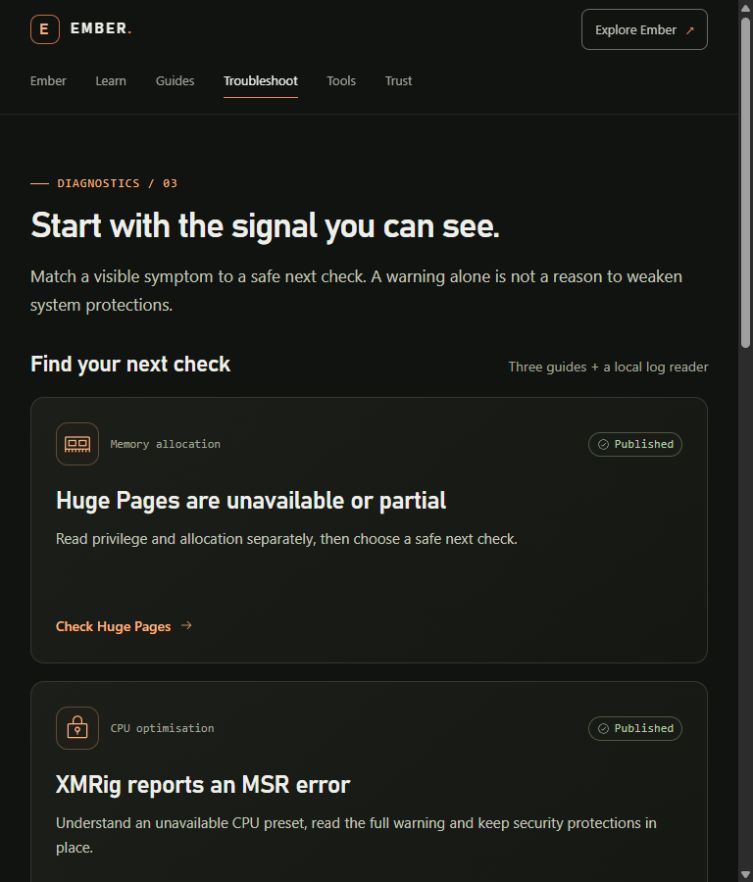 E EMBER.
Explore Ember ↗
Ember Learn Guides Troubleshoot Tools Trust
DIAGNOSTICS / 03
Start with the signal you can see.
Match a visible symptom to a safe next check. A warning alone is not a reason to weaken
system protections.
Find your next check
Three guides + a local log reader
Memory allocation
Published
Huge Pages are unavailable or partial
Read privilege and allocation separately, then choose a safe next check.
Check Huge Pages →
CPU optimisation
Published
XMRig reports an MSR error
Understand an unavailable CPU preset, read the full warning and keep security protections in
place.